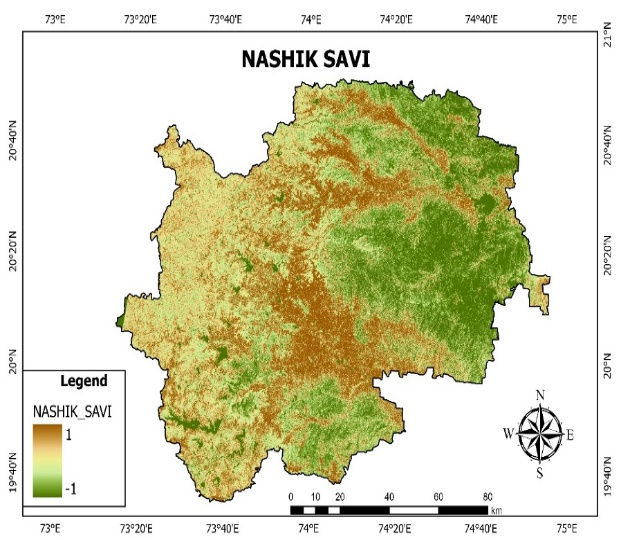 73°E 73°20'E 73°40'E 74°E 74°20'E 74°40'E 75°E
21°N
NASHIK SAVI
20°40'N 20°40'N
20°20'N 20°20'N
20°N 20°N
Legend
NASHIK_SAVI
1
-1
N
W E
S
19°40'N 19°40'N
0 10 20 40 60 80
km
73°E 73°20'E 73°40'E 74°E 74°20'E 74°40'E 75°E